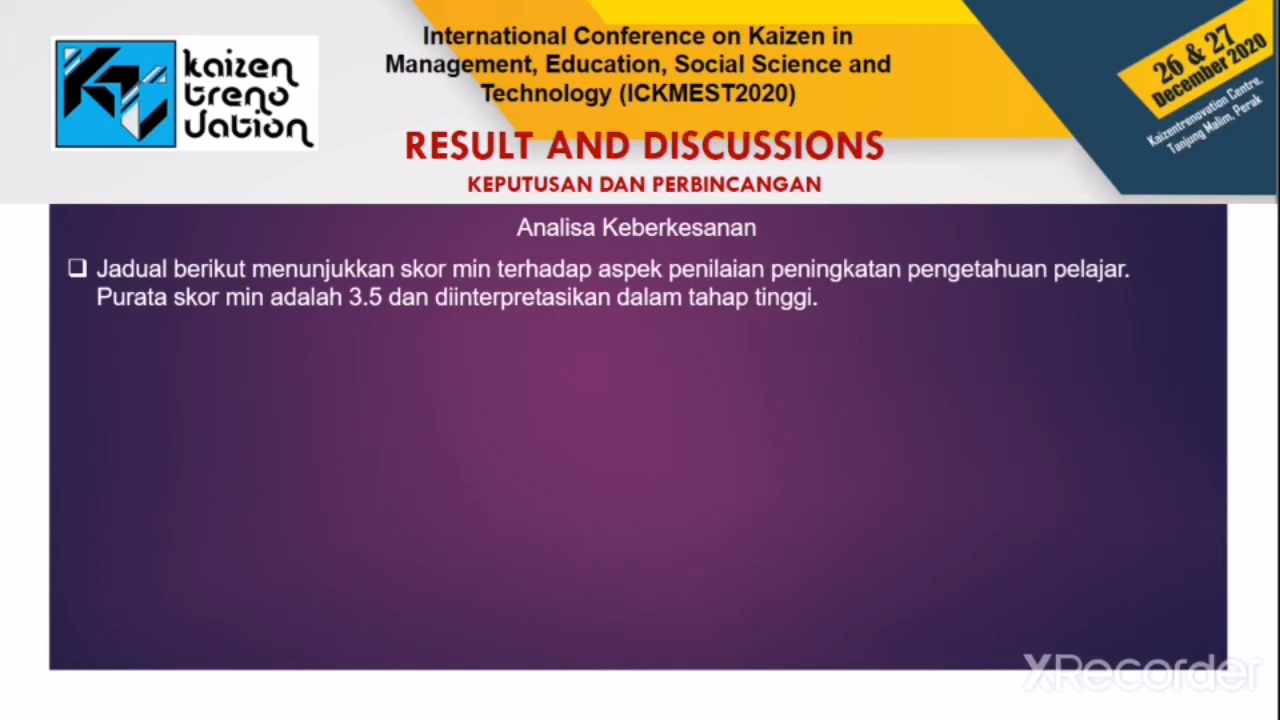 kaizen
treno
vation
International Conference on Kaizen in
Management, Education, Social Science and
Technology (ICKMEST2020)
26 & 27
December 2020
Kaizentrenovation Centre,
Tanjung Malim, Perak
RESULT AND DISCUSSIONS
KEPUTUSAN DAN PERBINCANGAN
Analisa Keberkesanan
❑ Jadual berikut menunjukkan skor min terhadap aspek penilaian peningkatan pengetahuan pelajar.
Purata skor min adalah 3.5 dan diinterpretasikan dalam tahap tinggi.
XRecorder